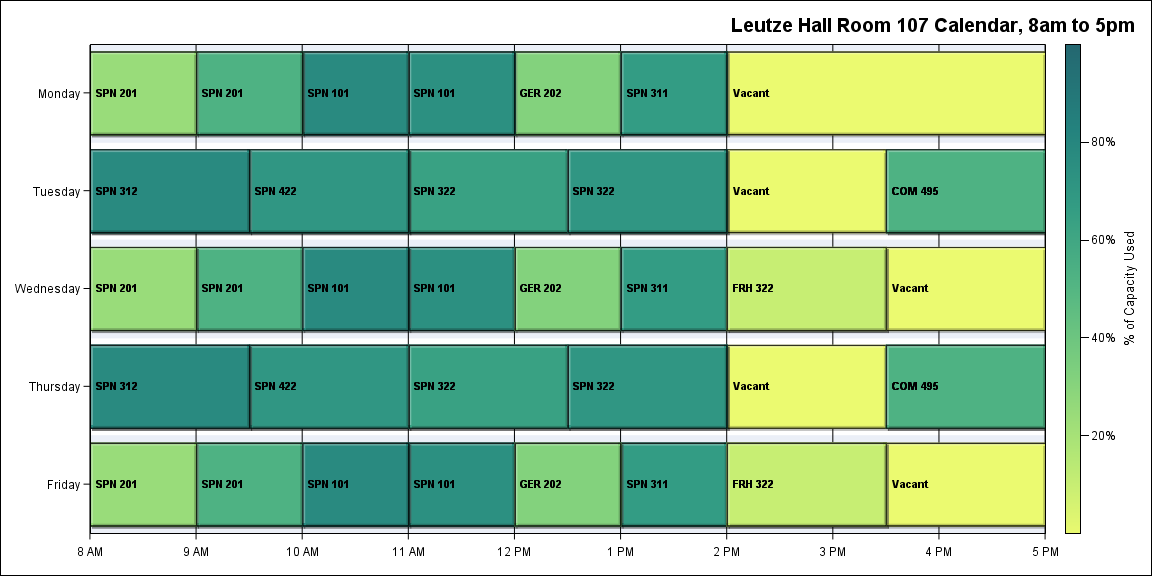 Leutze Hall Room 107 Calendar, 8am to 5pm
Monday
SPN 201
SPN 201
SPN 101
SPN 101
GER 202
SPN 311
Vacant
Tuesday
SPN 312
SPN 422
SPN 322
SPN 322
Vacant
COM 495
Wednesday
SPN 201
SPN 201
SPN 101
SPN 101
GER 202
SPN 311
FRH 322
Vacant
Thursday
SPN 312
SPN 422
SPN 322
SPN 322
Vacant
COM 495
Friday
SPN 201
SPN 201
SPN 101
SPN 101
GER 202
SPN 311
FRH 322
Vacant
8 AM
9 AM
10 AM
11 AM
12 PM
1 PM
2 PM
3 PM
4 PM
5 PM
80%
60%
40%
20%
% of Capacity Used